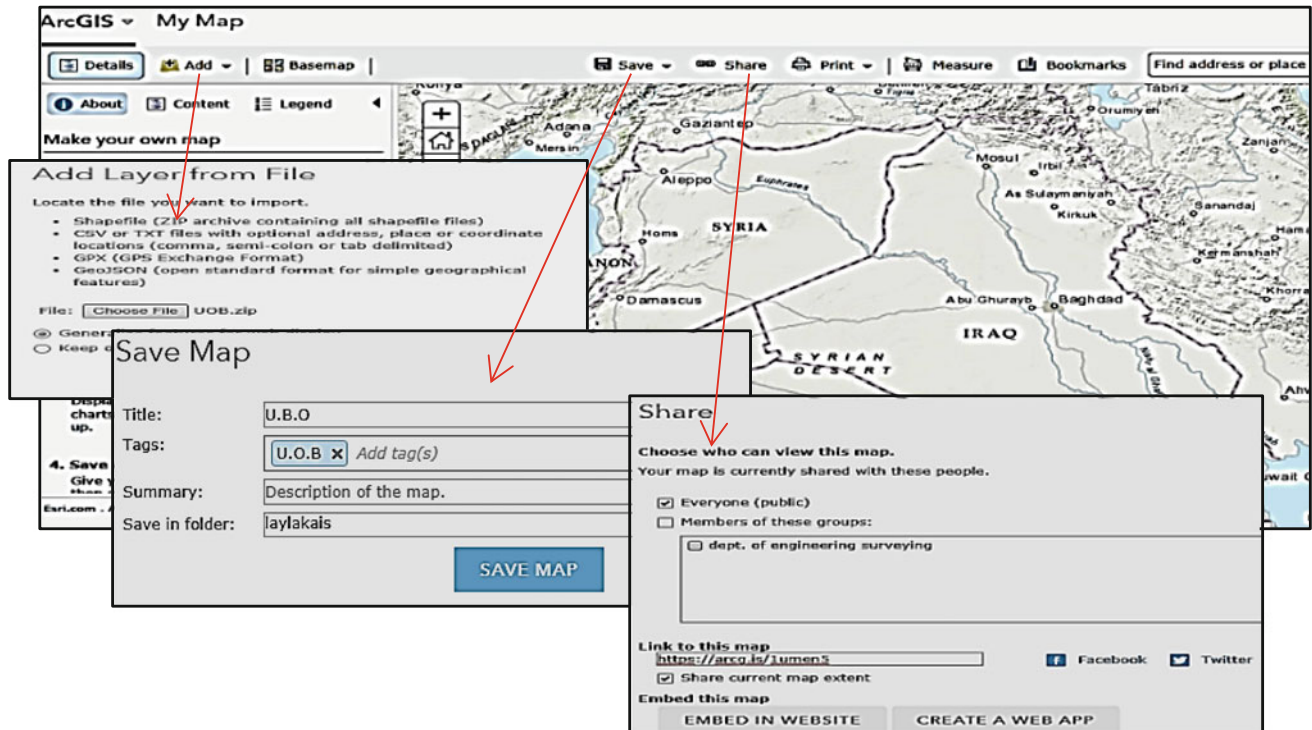 ArcGIS My Map
Details Add Basemap Save Share Print Measure Bookmarks Find address or place
About Content Legend
Make your own map
Adana
Mersin
Gaziantep
Tabriz
Orumiyeh
Zanjan
Mosul
Irbil
Aleppo
Euphrates
As Sulaymaniyah
Kirkuk
Sanandaj
Homs
SYRIA
Kermanshah
Damascus
Abu Ghurayb
Baghdad
IRAQ
SYRIAN
DESERT
Add Layer from File
Locate the file you want to import.
• Shapefile (ZIP archive containing all shapefile files)
• CSV or TXT files with optional address, place or coordinate
locations (comma, semi-colon or tab delimited)
• GPX (GPS Exchange Format)
• GeoJSON (open standard format for simple geographical
features)
File: Choose File UOB.zip
Keep
charts
up.
4. Save
Give
Esri.com .
Save Map
Title: U.B.O
Tags: U.O.B x Add tag(s)
Summary: Description of the map.
Save in folder: laylakais
SAVE MAP
Share
Choose who can view this map.
Your map is currently shared with these people.
Everyone (public)
Members of these groups:
dept. of engineering surveying
Link to this map
https://arcg.is/1umen5 Facebook Twitter
Share current map extent
Embed this map
EMBED IN WEBSITE CREATE A WEB APP